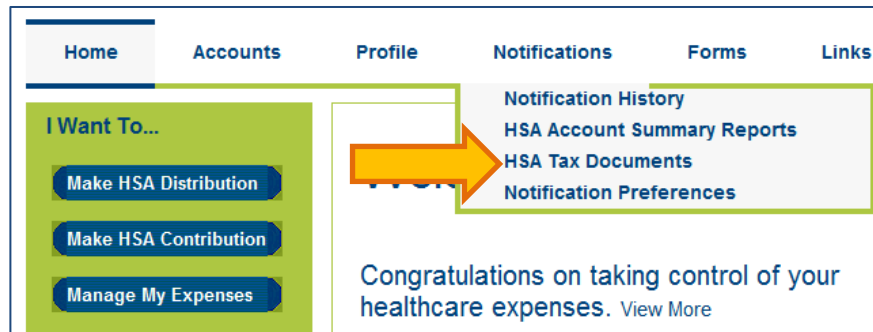 Home Accounts Profile Notifications Forms Links
Notification History
HSA Account Summary Reports
HSA Tax Documents
Notification Preferences
I Want To...
Make HSA Distribution
Make HSA Contribution
Manage My Expenses
Congratulations on taking control of your
healthcare expenses. View More